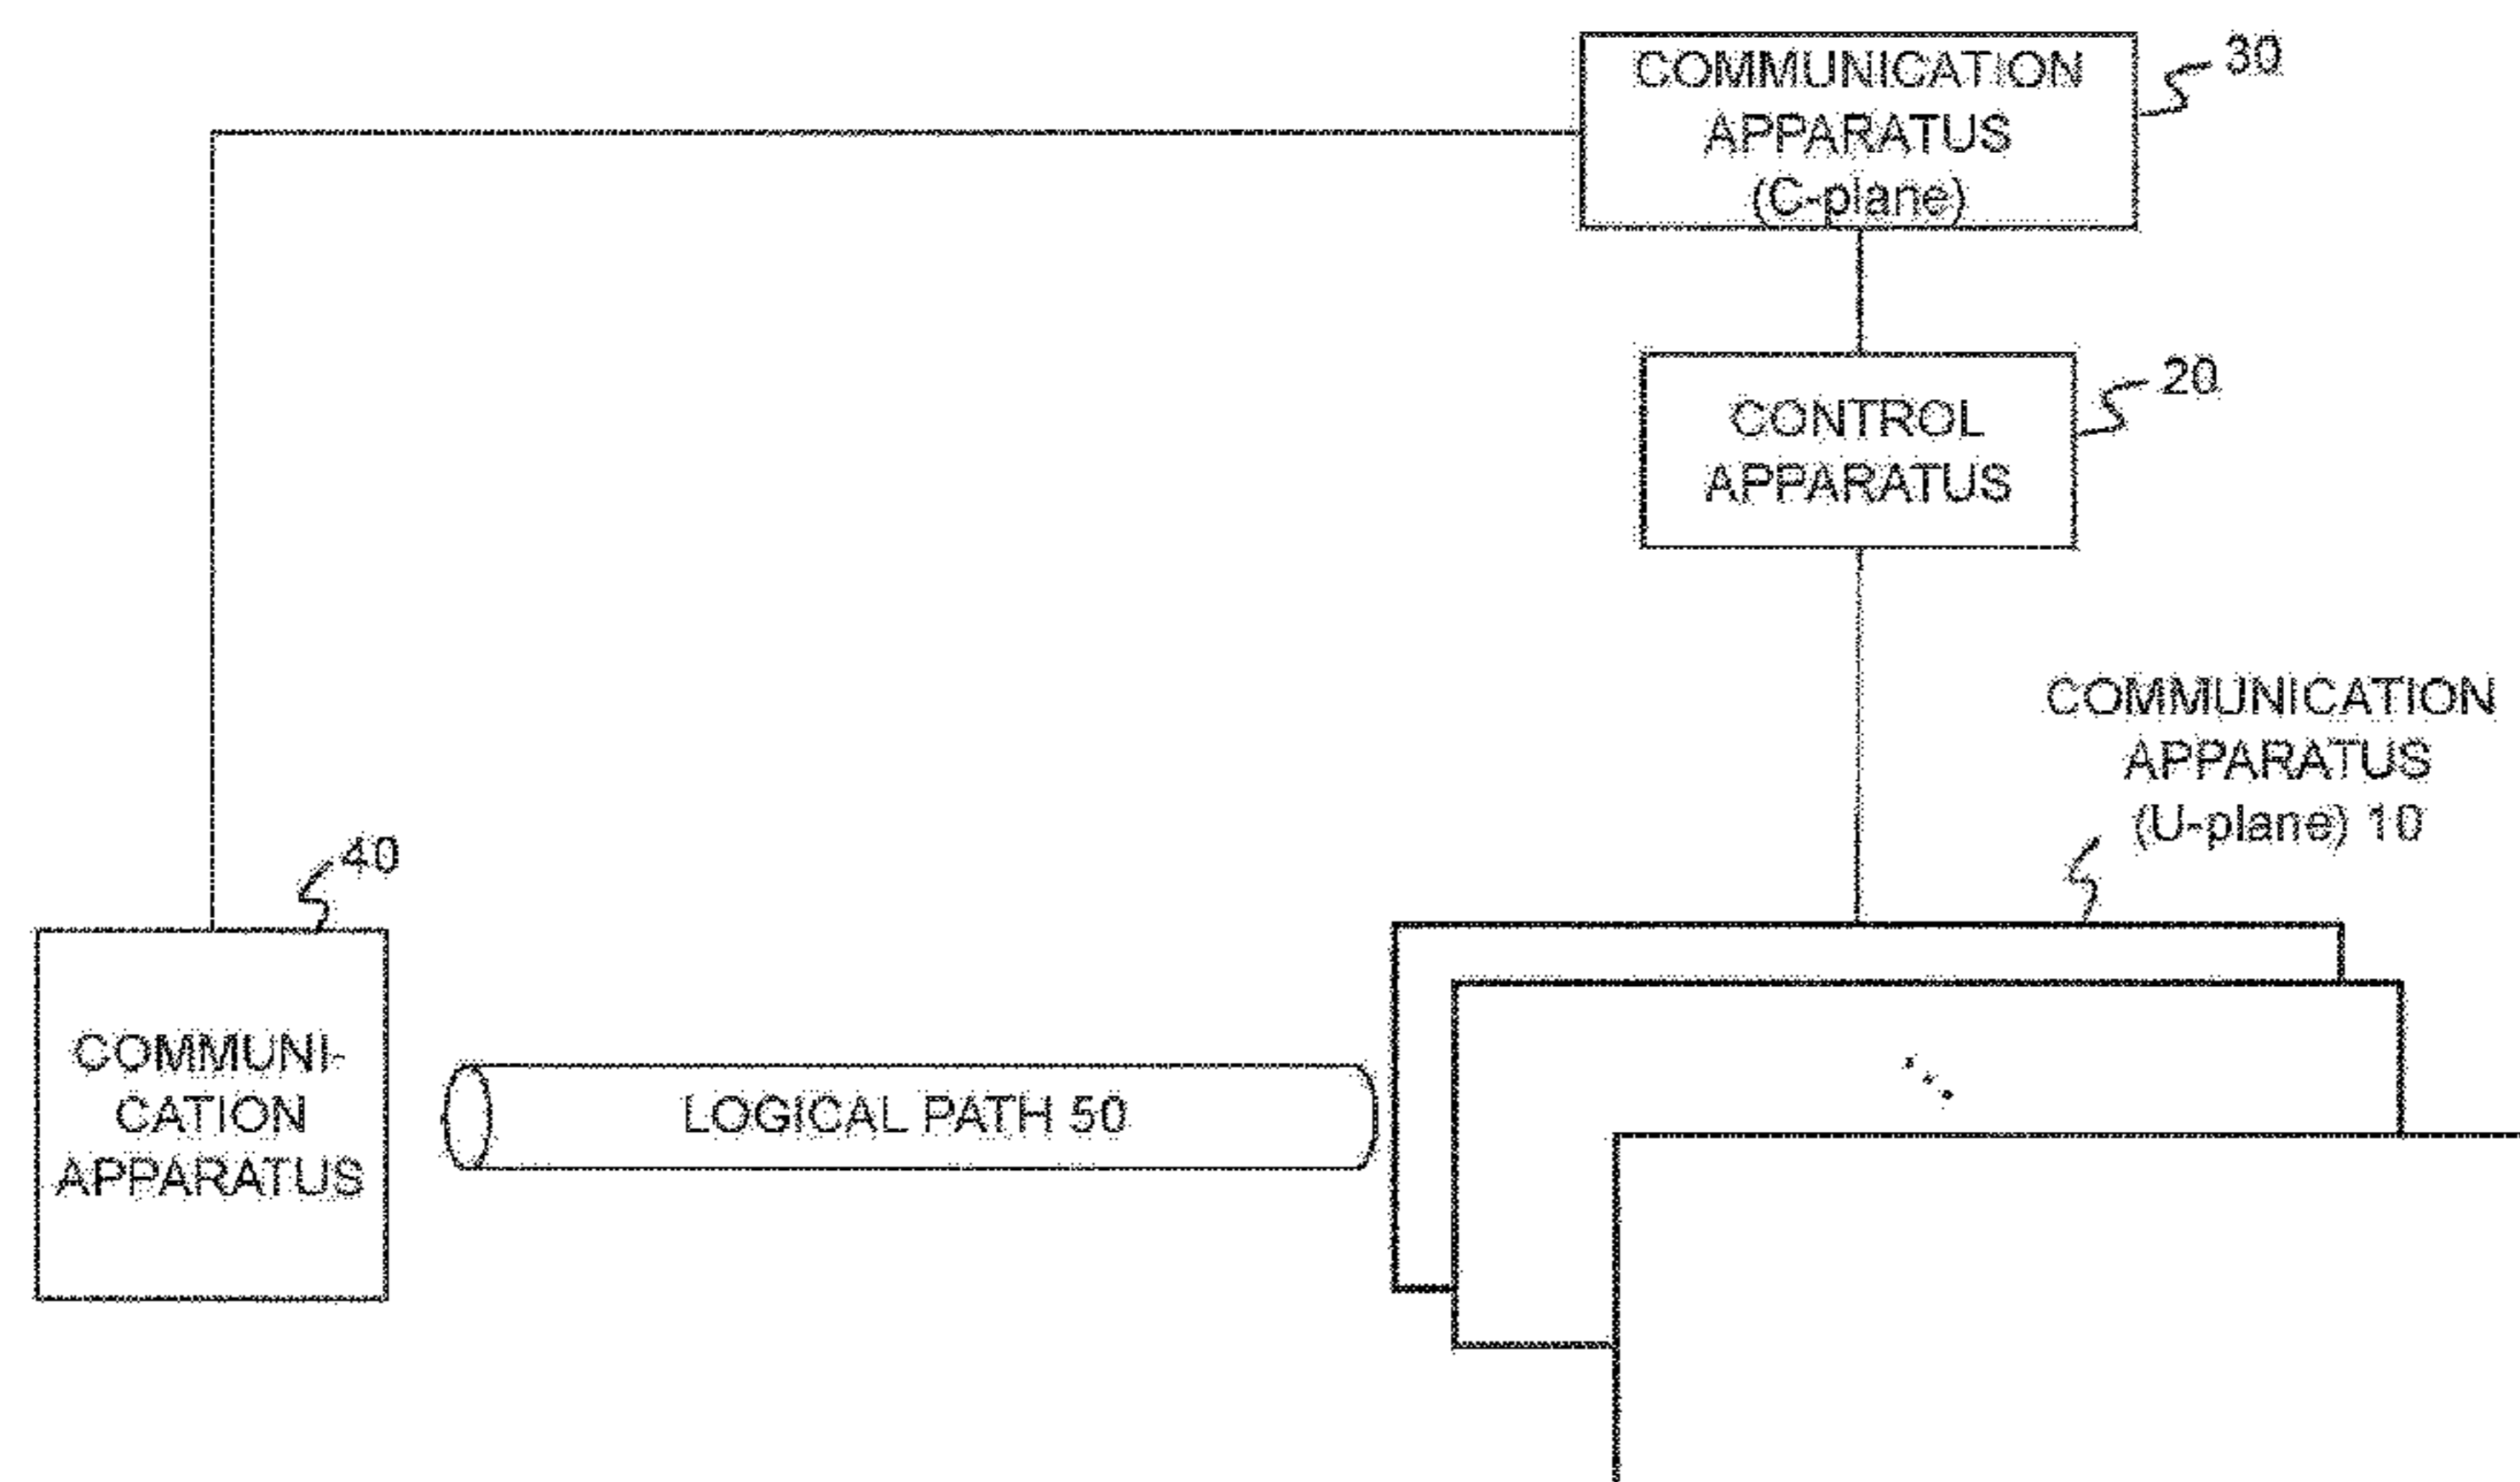 COMMUNICATION
APPARATUS
(C-plane)
30
CONTROL
APPARATUS
20
COMMUNICATION
APPARATUS
(U-plane) 10
40
COMMUNI-
CATION
APPARATUS
LOGICAL PATH 50